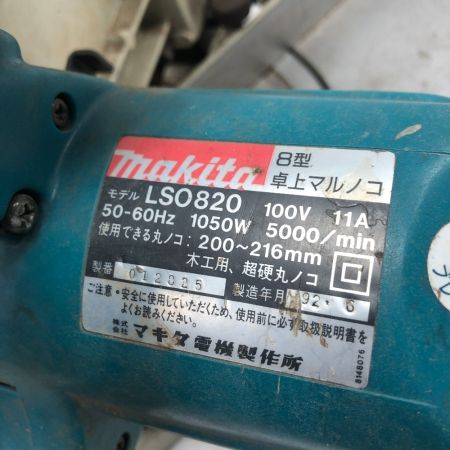 makita
8型
卓上マルノコ
モデル LS0820 100V 11A
50-60Hz 1050W 5000/min
使用できる丸ノコ:200~216mm
木工用、超硬丸ノコ
製番 製造年月 92・6
ご注意・安全に使用していただくため、使用前に必ず取扱説明書を
よくお読みください。
株式会社 マキタ電機製作所
8148076